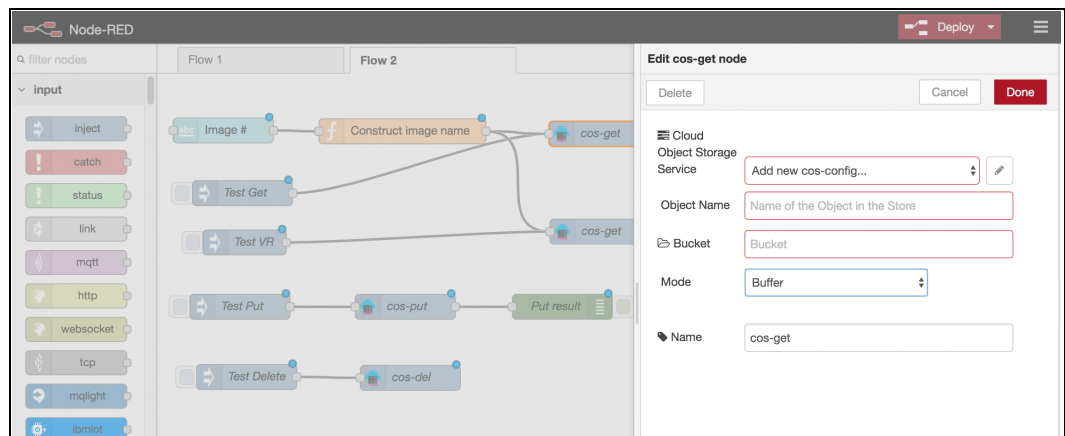 Node-RED
Deploy
filter nodes
Flow 1
Flow 2
Edit cos-get node
input
Delete
Cancel
Done
inject
catch
status
link
mqtt
http
websocket
tcp
mqlight
ibmiot
abc
Image #
f
Construct image name
cos-get
Test Get
Test VR
cos-get
Test Put
cos-put
Put result
Test Delete
cos-del
Cloud
Object Storage
Service
Add new cos-config...
Object Name
Name of the Object in the Store
Bucket
Bucket
Mode
Buffer
Name
cos-get